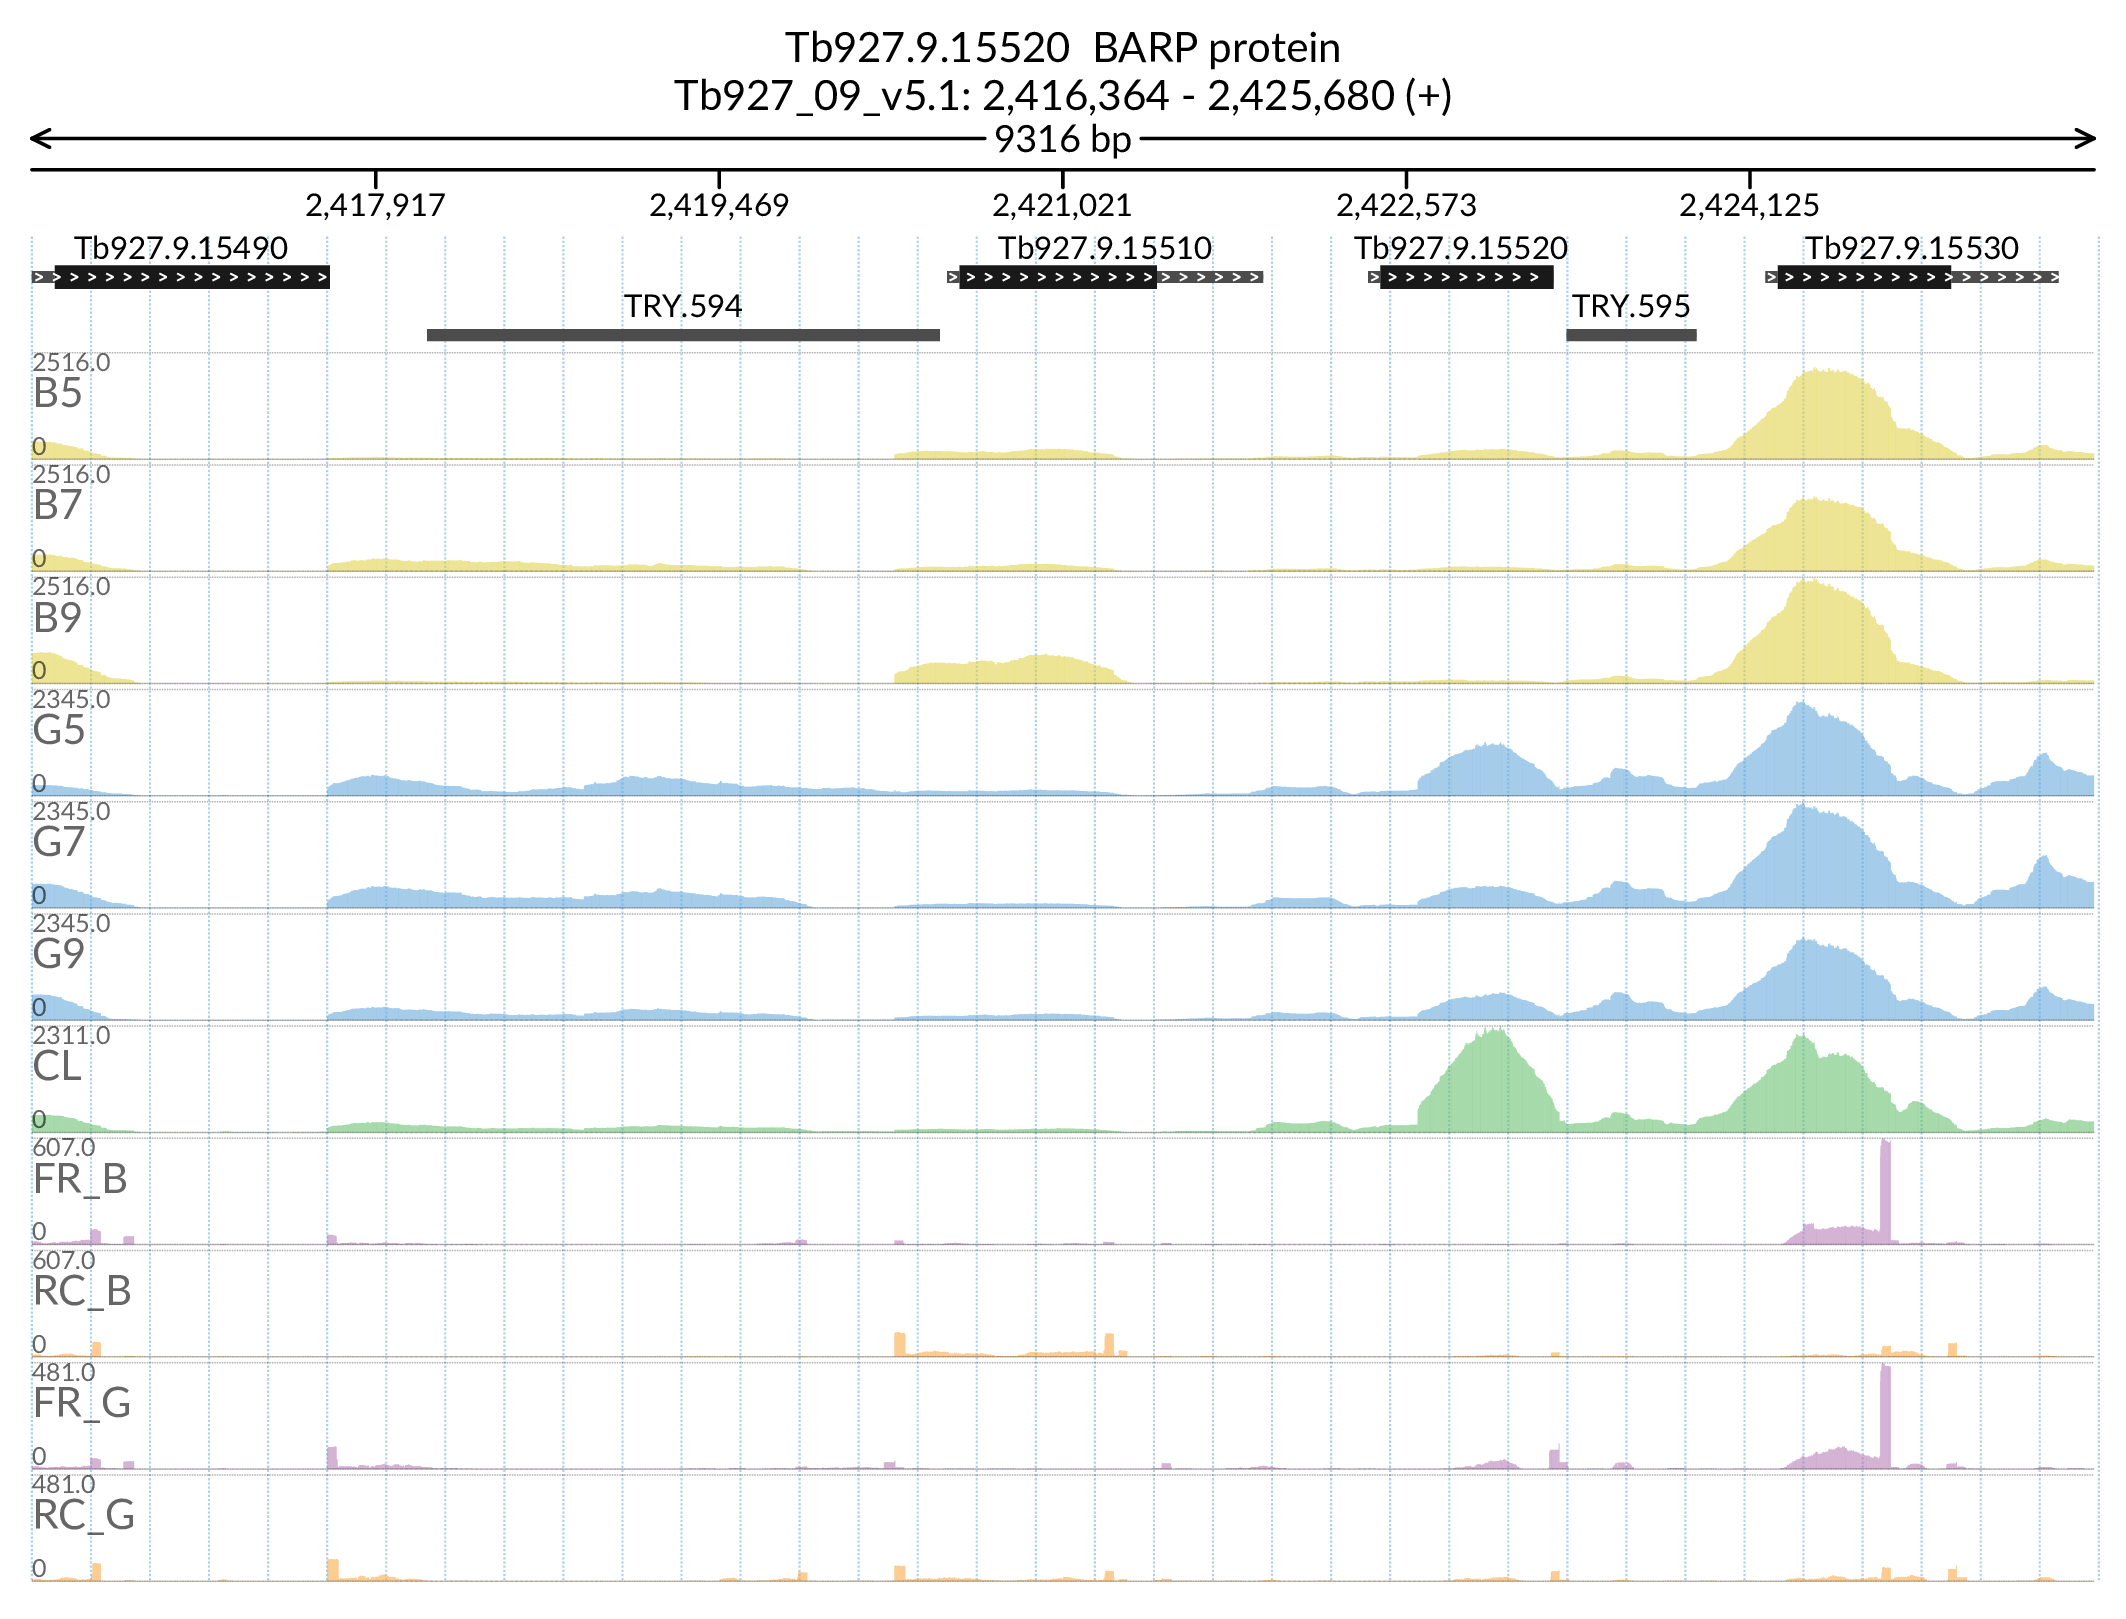 Tb927.9.15520 BARP protein
Tb927_09_v5.1: 2,416,364 - 2,425,680 (+)
9316 bp
2,417,917 2,419,469 2,421,021 2,422,573 2,424,125
Tb927.9.15490 Tb927.9.15510 Tb927.9.15520 Tb927.9.15530
TRY.594 TRY.595
2516.0
B5
0
2516.0
B7
0
2516.0
B9
0
2345.0
G5
0
2345.0
G7
0
2345.0
G9
0
2311.0
CL
0
607.0
FR_B
0
607.0
RC_B
0
481.0
FR_G
0
481.0
RC_G
0